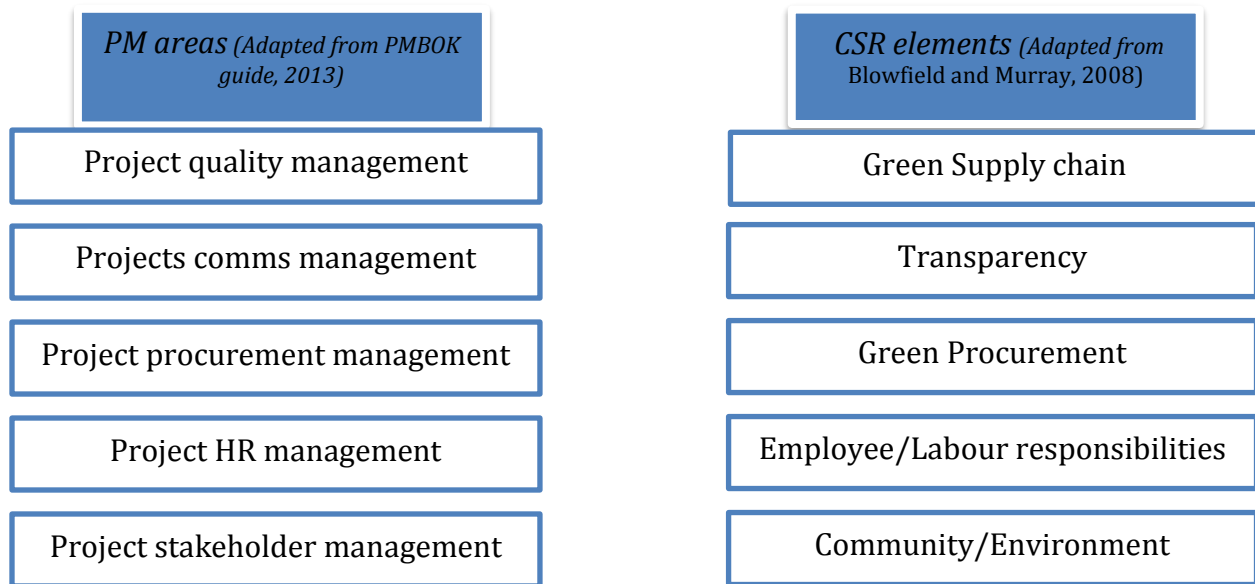 PM areas (Adapted from PMBOK
guide, 2013)
Project quality management
Projects comms management
Project procurement management
Project HR management
Project stakeholder management
CSR elements (Adapted from
Blowfield and Murray, 2008)
Green Supply chain
Transparency
Green Procurement
Employee/Labour responsibilities
Community/Environment